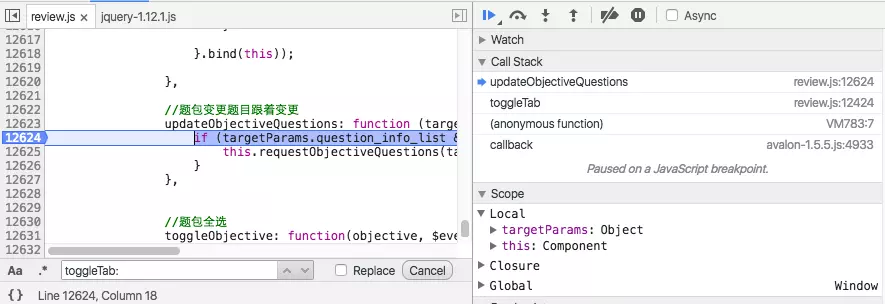 review.js × jquery-1.12.1.js
12617
12618 }.bind(this));
12619
12620 },
12621
12622 //题包变更题目跟着变更
12623 updateObjectiveQuestions: function (targe
12624 if (targetParams.question_info_list &
12625 this.requestObjectiveQuestions(ta
12626 }
12627 },
12628
12629
12630 //题包全选
12631 toggleObjective: function(objective, $eve
12632
Aa .* toggleTab: Replace Cancel
{} Line 12624, Column 18
Async
Watch
Call Stack
updateObjectiveQuestions review.js:12624
toggleTab review.js:12424
(anonymous function) VM783:7
callback avalon-1.5.5.js:4933
Paused on a JavaScript breakpoint.
Scope
Local
targetParams: Object
this: Component
Closure
Global Window